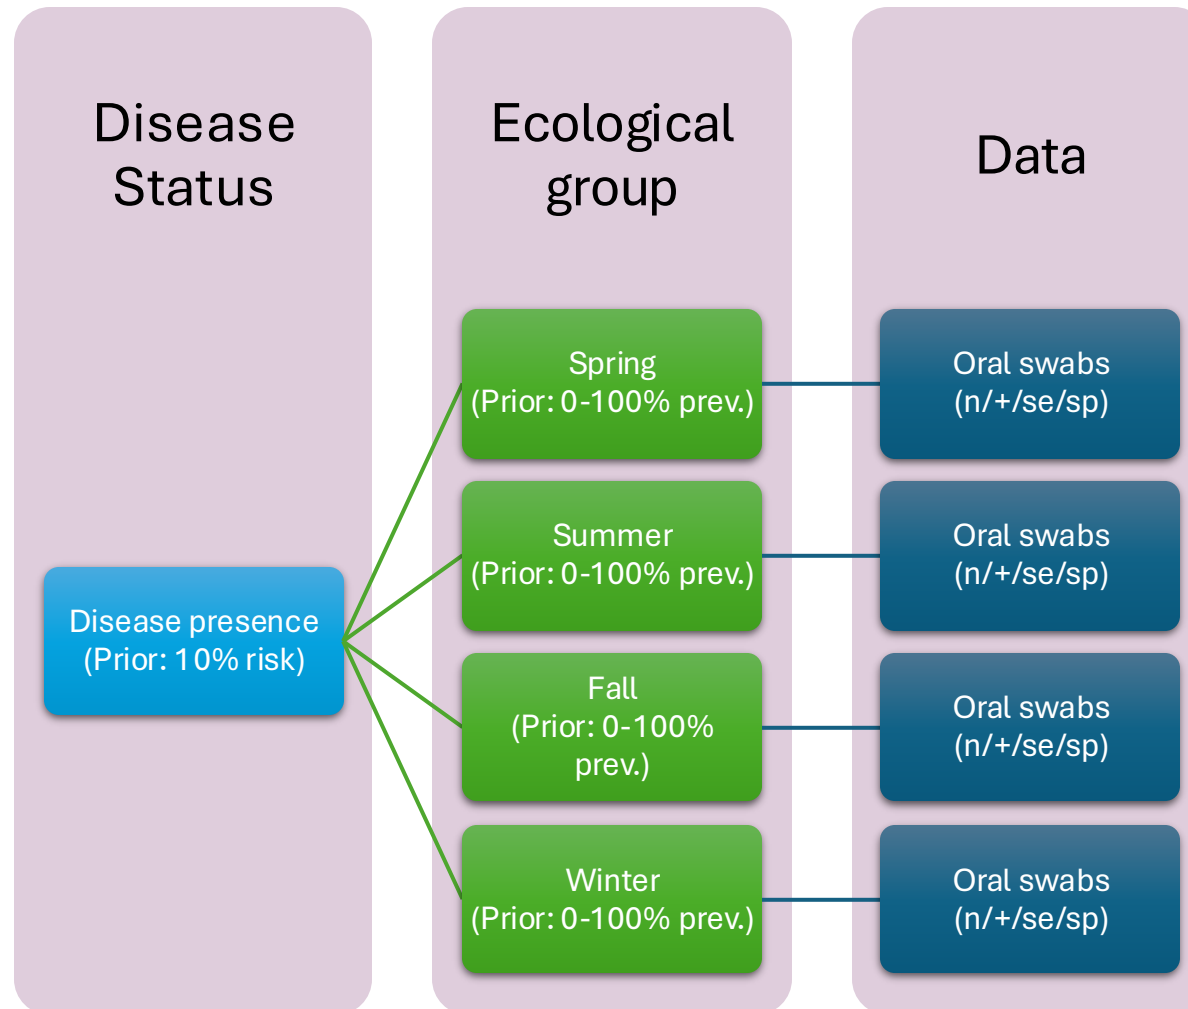 Disease
Status
Ecological
group
Data
Disease presence
(Prior: 10% risk)
Spring
(Prior: 0-100% prev.)
Summer
(Prior: 0-100% prev.)
Fall
(Prior: 0-100%
prev.)
Winter
(Prior: 0-100% prev.)
Oral swabs
(n/+/se/sp)
Oral swabs
(n/+/se/sp)
Oral swabs
(n/+/se/sp)
Oral swabs
(n/+/se/sp)